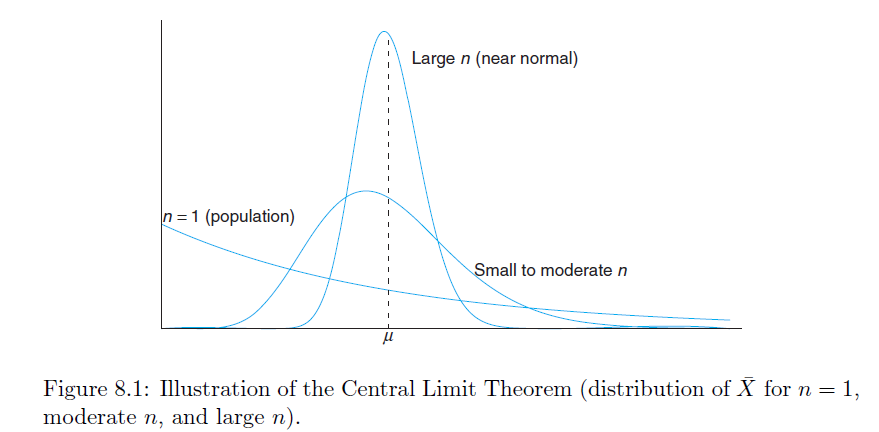 Large n (near normal)
n = 1 (population)
Small to moderate n
μ
Figure 8.1: Illustration of the Central Limit Theorem (distribution of X̄ for n = 1,
moderate n, and large n).